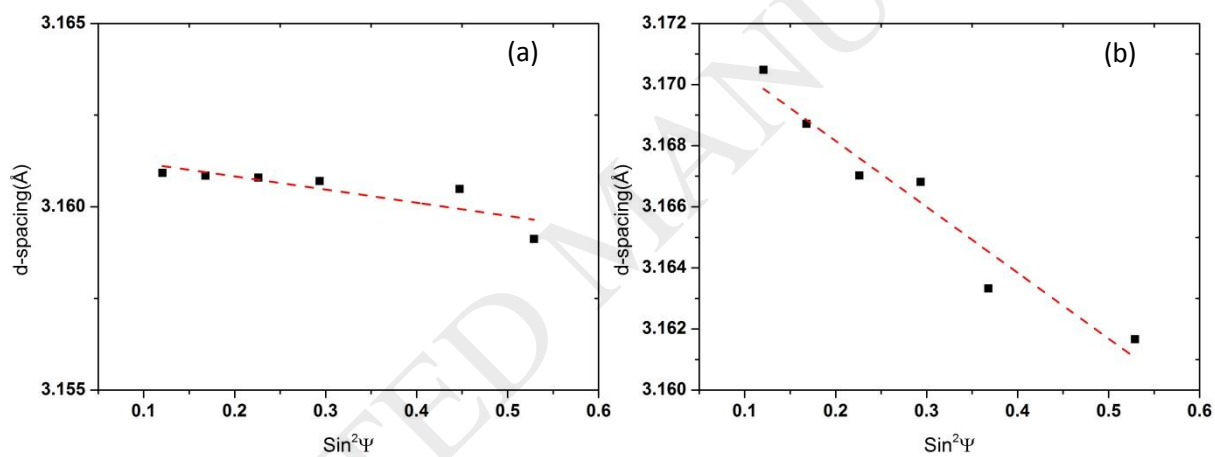 3.165
3.160
3.155
d-spacing(Å)
0.1 0.2 0.3 0.4 0.5 0.6
Sin²Ψ
(a)
3.172
3.170
3.168
3.166
3.164
3.162
3.160
d-spacing(Å)
0.1 0.2 0.3 0.4 0.5 0.6
Sin²Ψ
(b)
TED MANU